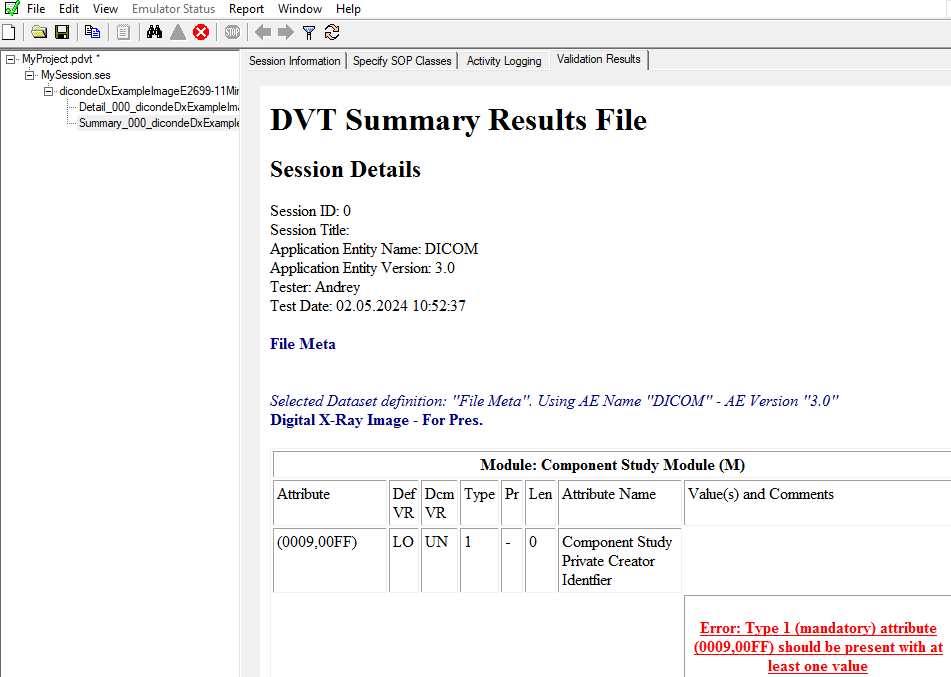 File Edit View Emulator Status Report Window Help
STOP
MyProject.pdvt *
MySession.ses
dicondeDxExampleImageE2699-11Mir
Detail_000_dicondeDxExampleIma
Summary_000_dicondeDxExample
Session Information Specify SOP Classes Activity Logging Validation Results
DVT Summary Results File
Session Details
Session ID: 0
Session Title:
Application Entity Name: DICOM
Application Entity Version: 3.0
Tester: Andrey
Test Date: 02.05.2024 10:52:37
File Meta
Selected Dataset definition: "File Meta". Using AE Name "DICOM" - AE Version "3.0"
Digital X-Ray Image - For Pres.
Module: Component Study Module (M)
Attribute Def Dcm Type Pr Len Attribute Name Value(s) and Comments
VR VR
(0009,00FF) LO UN 1 - 0 Component Study
Private Creator
Identfier
Error: Type 1 (mandatory) attribute
(0009,00FF) should be present with at
least one value